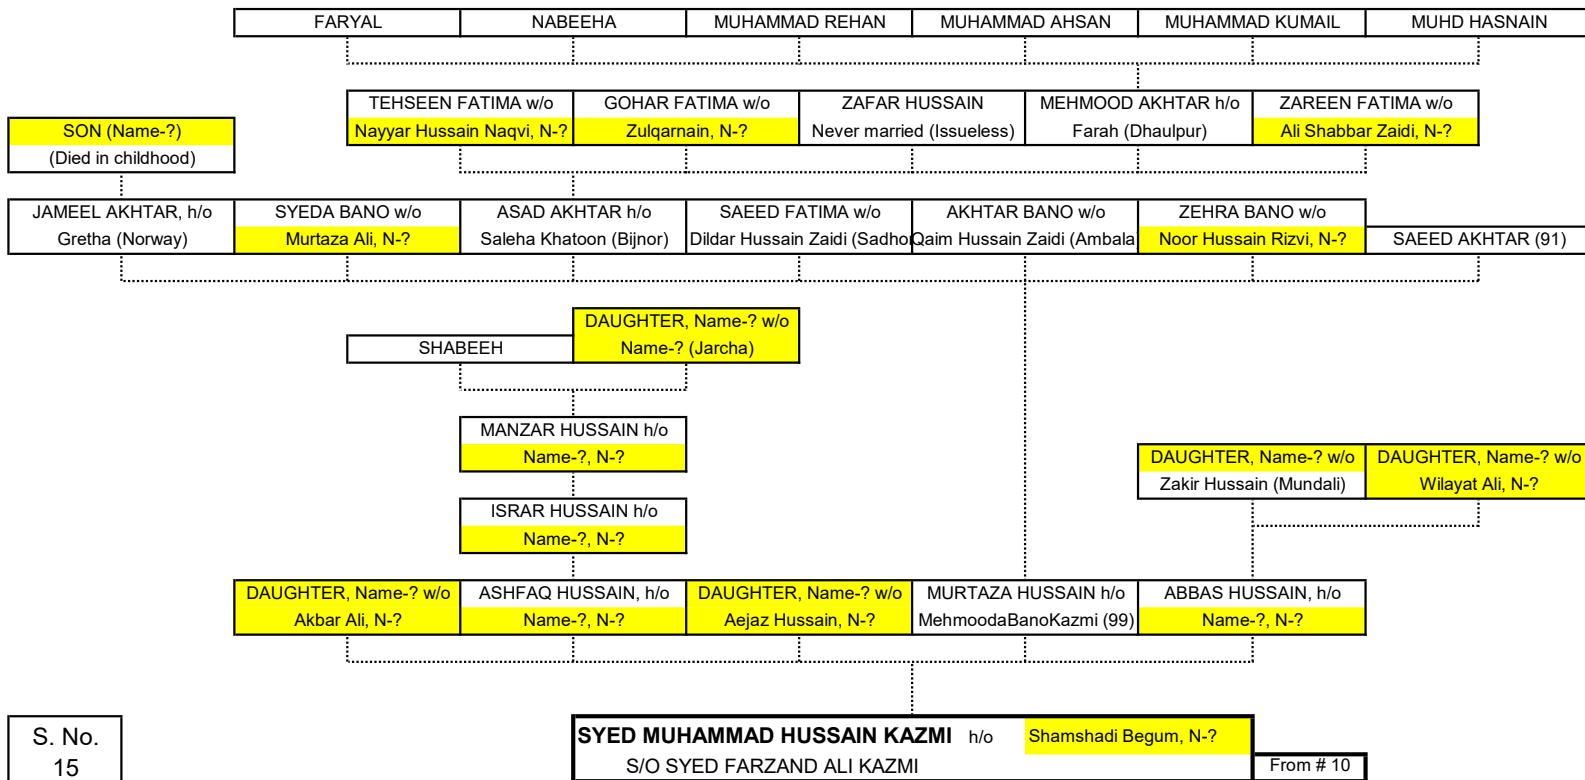 FARYAL
NABEEHA
MUHAMMAD REHAN
MUHAMMAD AHSAN
MUHAMMAD KUMAIL
MUHD HASNAIN
TEHSEEN FATIMA w/o
Nayyar Hussain Naqvi, N-?
GOHAR FATIMA w/o
Zulqarnain, N-?
ZAFAR HUSSAIN
Never married (Issueless)
MEHMOOD AKHTAR h/o
Farah (Dhaulpur)
ZAREEN FATIMA w/o
Ali Shabbar Zaidi, N-?
SON (Name-?)
(Died in childhood)
JAMEEL AKHTAR, h/o
Gretha (Norway)
SYEDA BANO w/o
Murtaza Ali, N-?
ASAD AKHTAR h/o
Saleha Khatoon (Bijnor)
SAEED FATIMA w/o
Dildar Hussain Zaidi (Sadho
AKHTAR BANO w/o
Qaim Hussain Zaidi (Ambala
ZEHRA BANO w/o
Noor Hussain Rizvi, N-?
SAEED AKHTAR (91)
SHABEEH
DAUGHTER, Name-? w/o
Name-? (Jarcha)
MANZAR HUSSAIN h/o
Name-?, N-?
DAUGHTER, Name-? w/o
Zakir Hussain (Mundali)
DAUGHTER, Name-? w/o
Wilayat Ali, N-?
ISRAR HUSSAIN h/o
Name-?, N-?
DAUGHTER, Name-? w/o
Akbar Ali, N-?
ASHFAQ HUSSAIN, h/o
Name-?, N-?
DAUGHTER, Name-? w/o
Aejaz Hussain, N-?
MURTAZA HUSSAIN h/o
MehmoodaBanoKazmi (99)
ABBAS HUSSAIN, h/o
Name-?, N-?
S. No.
15
SYED MUHAMMAD HUSSAIN KAZMI h/o Shamshadi Begum, N-?
S/O SYED FARZAND ALI KAZMI
From # 10